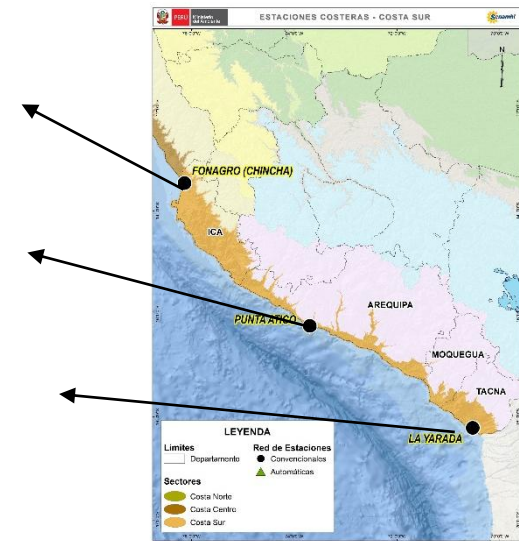 PERÚ
Ministerio
del Ambiente
ESTACIONES COSTERAS - COSTA SUR
Senamhi
N
FONAGRO (CHINCHA)
ICA
AREQUIPA
PUNTA ATICO
MOQUEGUA
TACNA
LA YARADA
LEYENDA
Limites
Departamento
Red de Estaciones
Convencionales
Automáticas
Sectores
Costa Norte
Costa Centro
Costa Sur